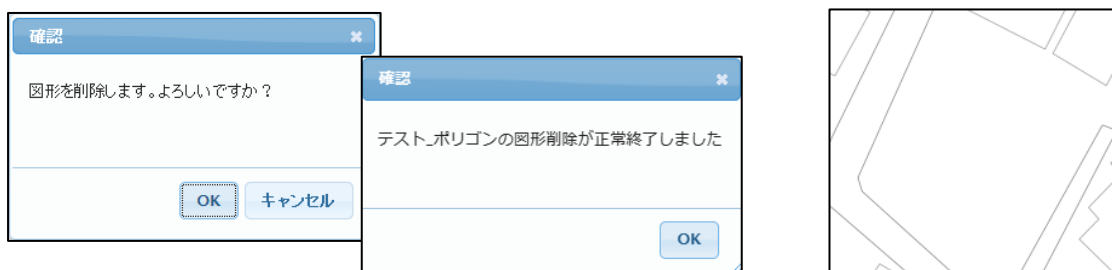 確認
図形を削除します。よろしいですか？
OK
キャンセル
確認
テスト_ポリゴンの図形削除が正常終了しました
OK